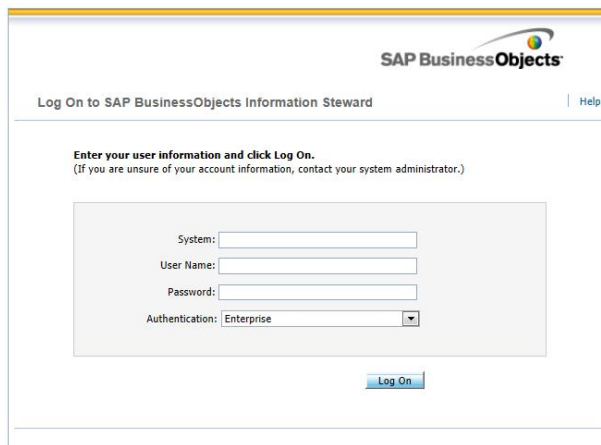 SAP BusinessObjects
Log On to SAP BusinessObjects Information Steward
Help
Enter your user information and click Log On.
(If you are unsure of your account information, contact your system administrator.)
System:
User Name:
Password:
Authentication: Enterprise
Log On